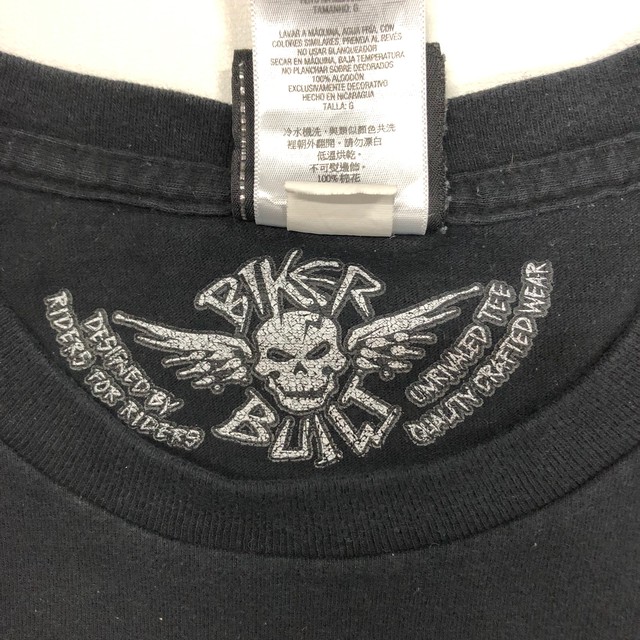 TAMANHO: G
LAVAR A MÁQUINA, AGUA FRIA, CON
COLORES SIMILARES, PRENDA AL REVÉS
NO USAR BLANQUEADOR
SECAR EN MÁQUINA, BAJA TEMPERATURA
NO PLANCHAR SOBRE DECORADOS
100% ALGODÓN
EXCLUSIVAMENTE DECORATIVO
HECHO EN NICARAGUA
TALLA: G
冷水機洗，與類似顏色共洗
裡朝外翻開，請勿漂白
低溫烘乾，
不可熨邊飾
100% 棉花
BIKER
BUILT
DESIGNED BY
RIDERS FOR RIDERS
UNRIVALED TEE
QUALITY CRAFTED WEAR